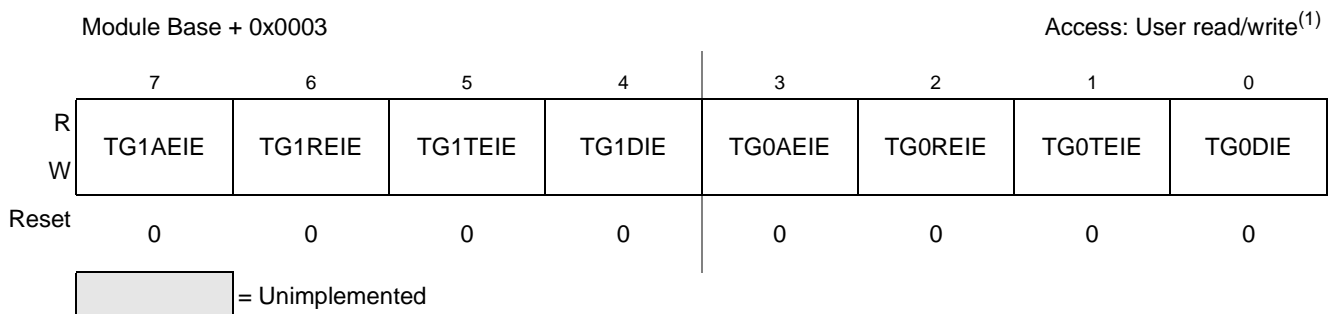 Module Base + 0x0003 Access: User read/write(1)
7 6 5 4 3 2 1 0
R
W
TG1AEIE TG1REIE TG1TEIE TG1DIE TG0AEIE TG0REIE TG0TEIE TG0DIE
Reset 0 0 0 0 0 0 0 0
= Unimplemented